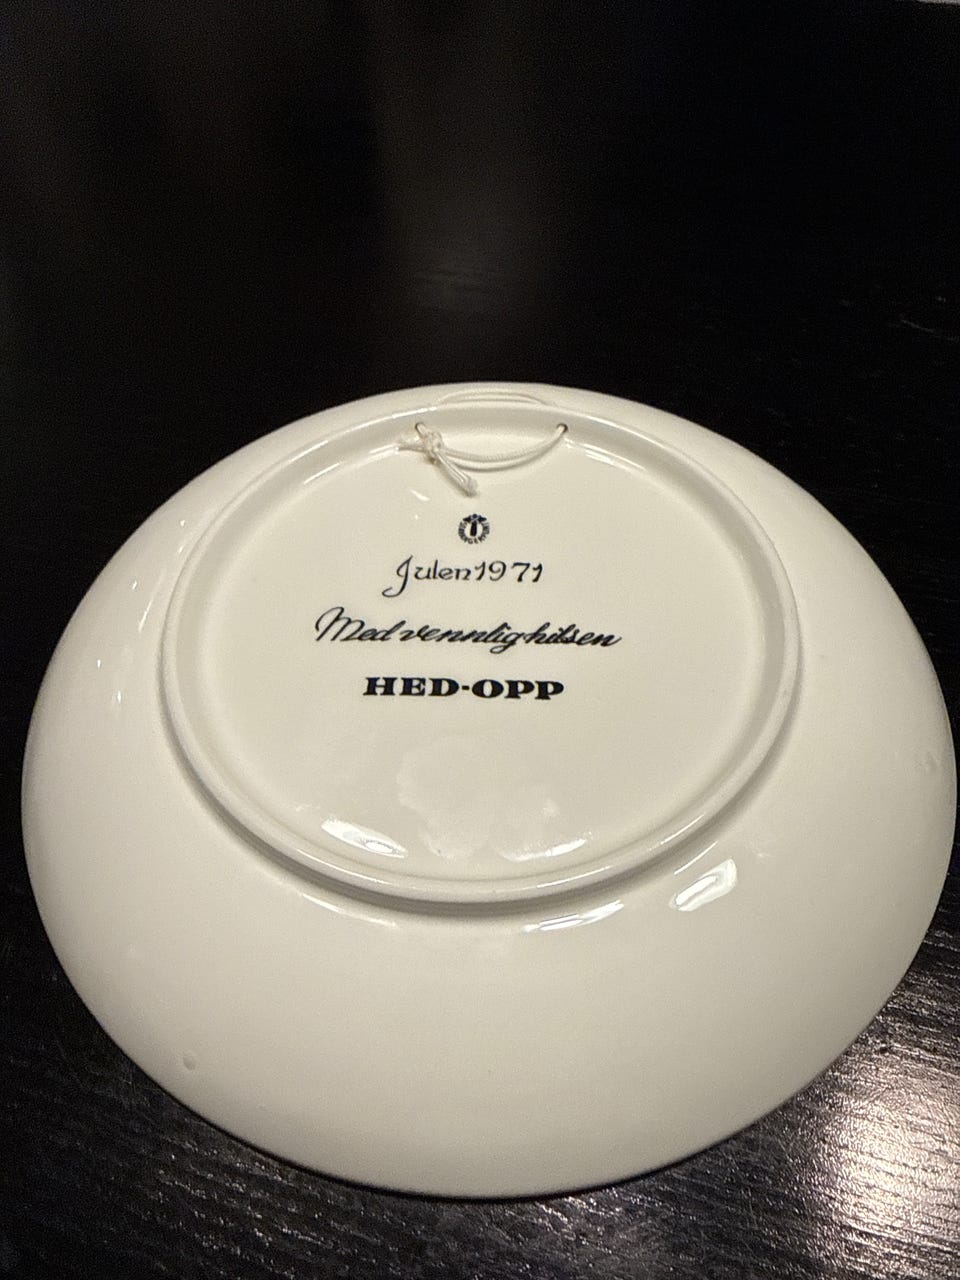 Julen 1971
Med vennlig hilsen
HED-OPP